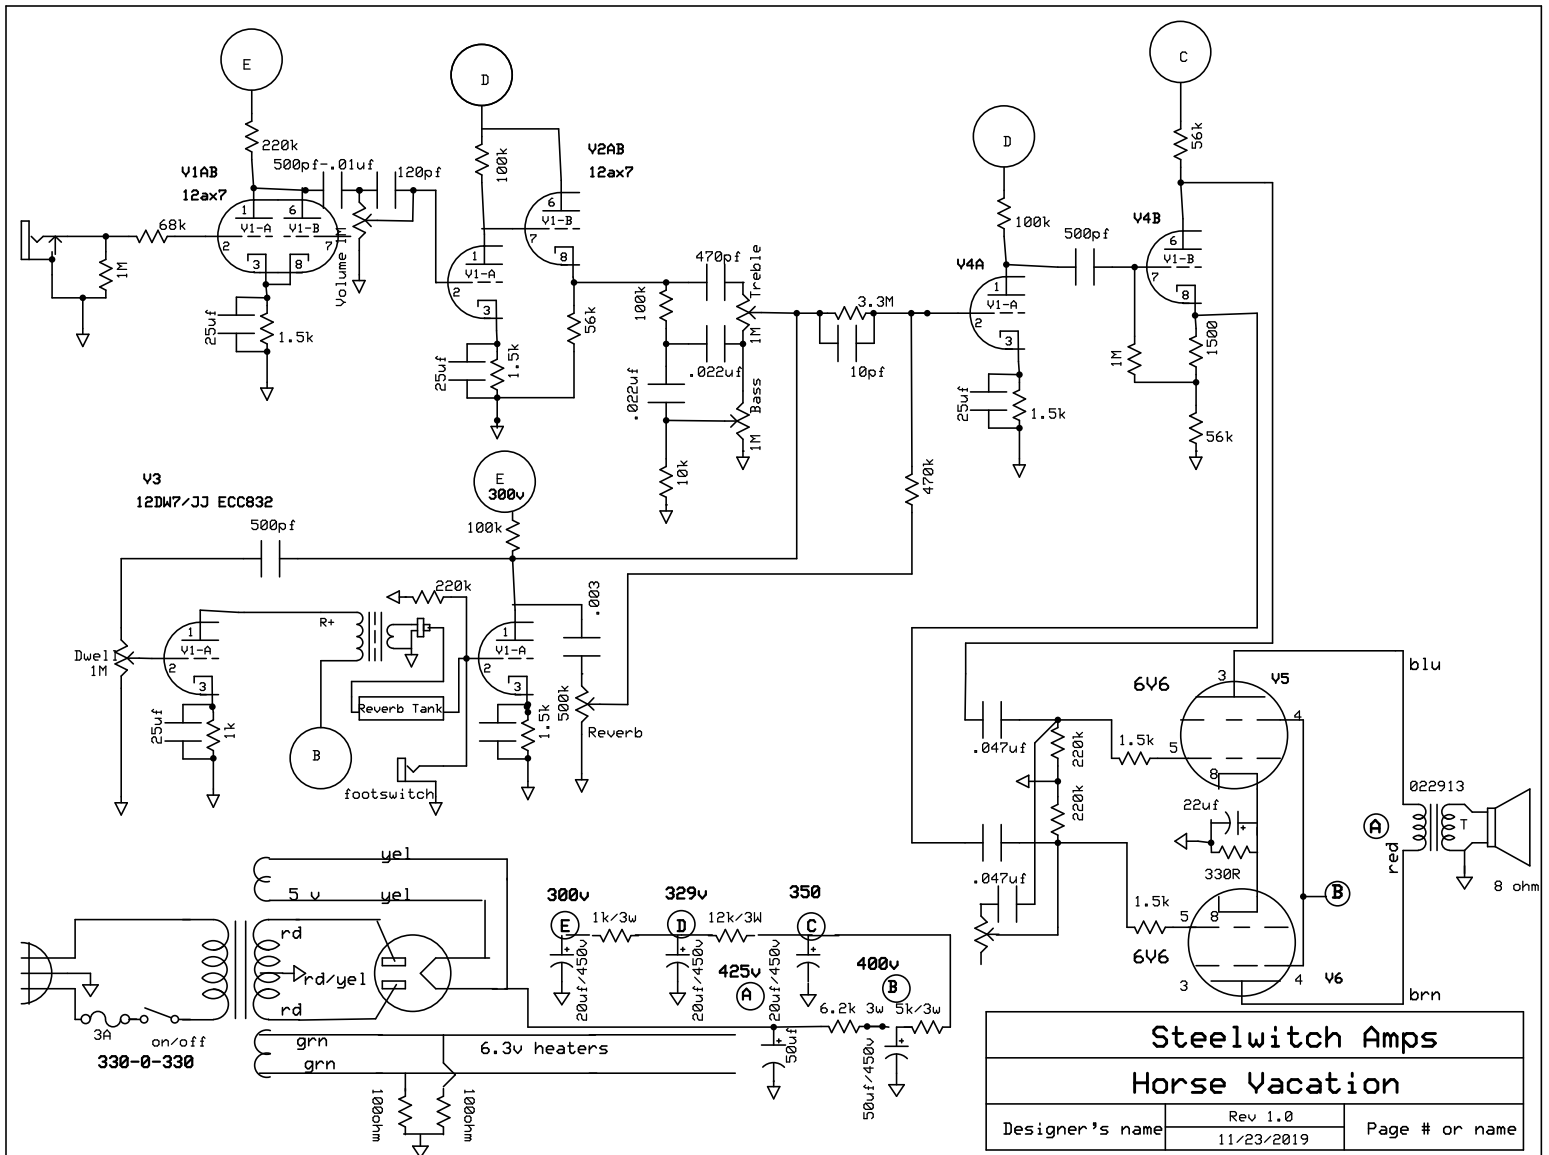 E
220k
V1AB
12ax7
500pf-.01uf
120pf
1
6
V1-A
V1-B
2
7
3
8
68k
1M
Volume 1M
25uf
1.5k
D
100k
V2AB
12ax7
6
V1-B
7
8
1
V1-A
2
3
25uf
1.5k
56k
470pf
100k
Treble
1M
.022uf
.022uf
Bass
1M
10k
3.3M
10pf
470k
D
100k
V4A
1
V1-A
2
3
25uf
1.5k
500pf
C
56k
V4B
6
V1-B
7
8
1M
1500
56k
V3
12DW7/JJ ECC832
500pf
E
300v
100k
Dwell
1M
1
V1-A
2
3
25uf
1k
R+
B
220k
Reverb Tank
footswitch
1
V1-A
2
3
1.5k
.003
500k
Reverb
.047uf
220k
220k
.047uf
1.5k
1.5k
6V6
V5
3
4
5
8
22uf
330R
5
8
6V6
3
4
V6
B
blu
022913
A
red
T
8 ohm
brn
yel
5 v
yel
rd
rd/yel
rd
3A
on/off
330-0-330
grn
grn
6.3v heaters
100ohm
100ohm
300v
E
1k/3w
329v
D
12k/3W
350
C
20uf/450v
20uf/450v
20uf/450v
425v
A
400v
B
6.2k 3w
5k/3w
50uf
50uf/450v
Steelwitch Amps
Horse Vacation
Designer's name
Rev 1.0
11/23/2019
Page # or name